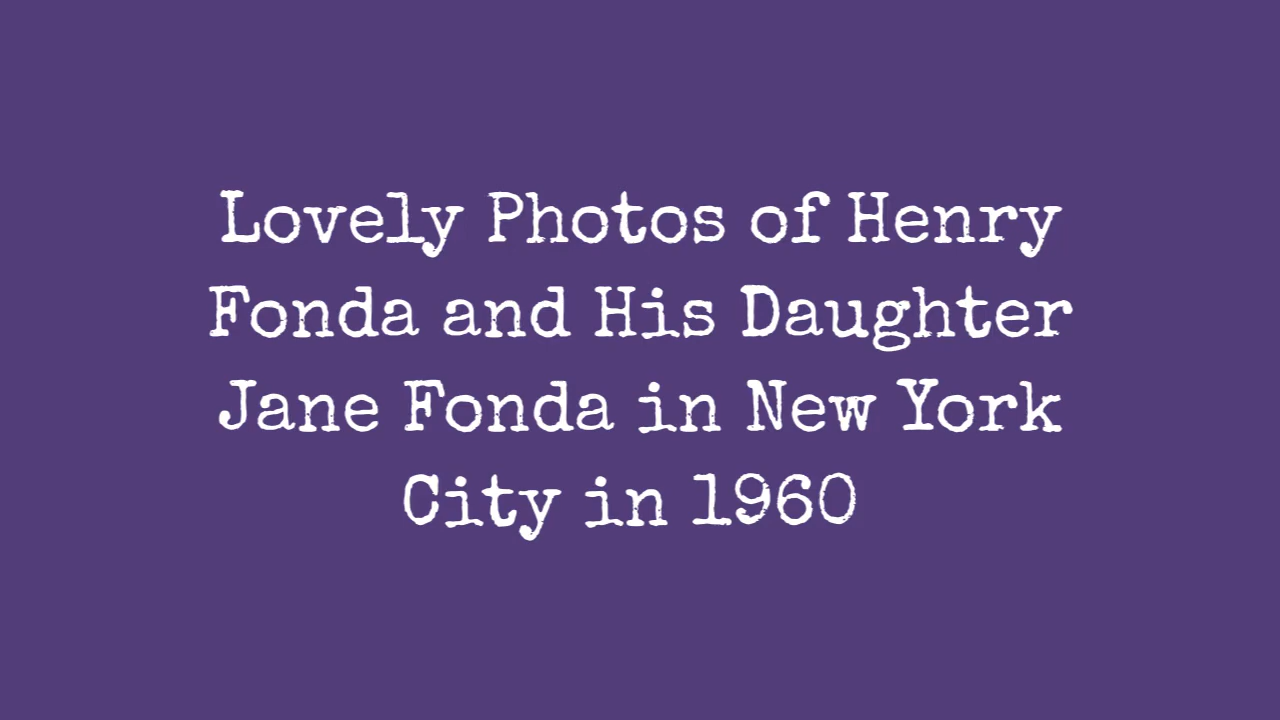 Lovely Photos of Henry
Fonda and His Daughter
Jane Fonda in New York
City in 1960